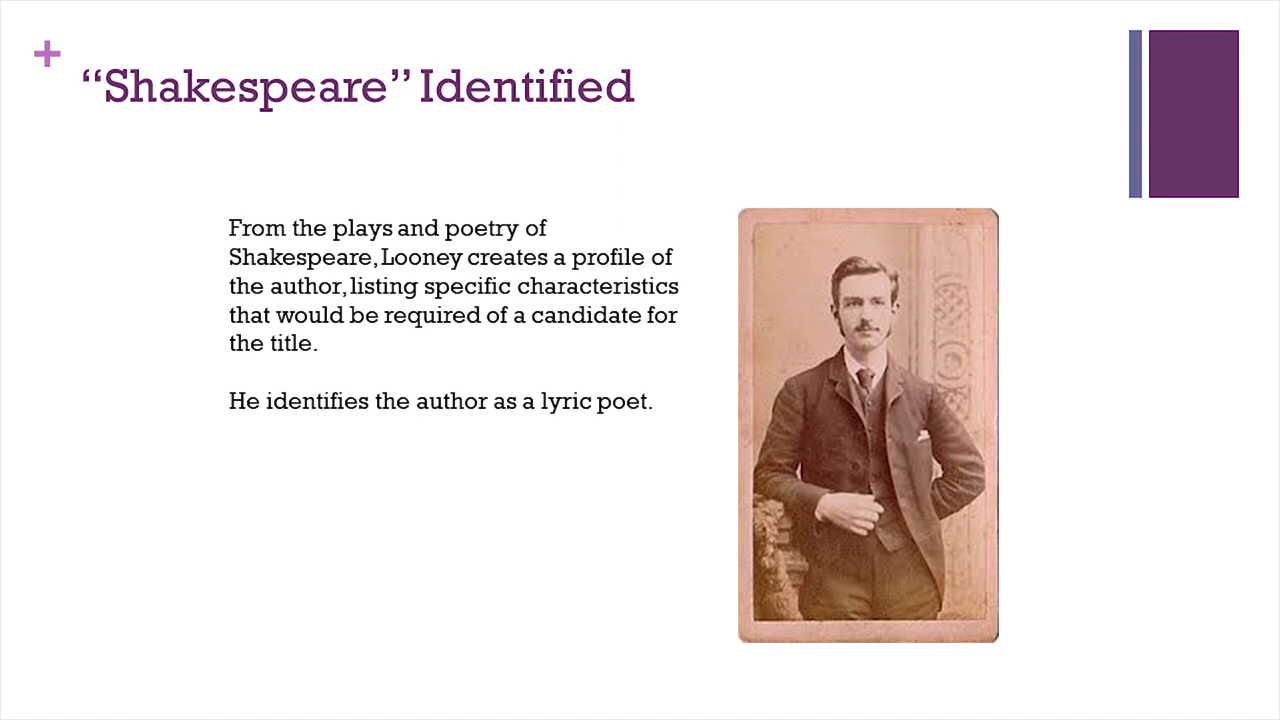 +
“Shakespeare” Identified
From the plays and poetry of
Shakespeare, Looney creates a profile of
the author, listing specific characteristics
that would be required of a candidate for
the title.
He identifies the author as a lyric poet.